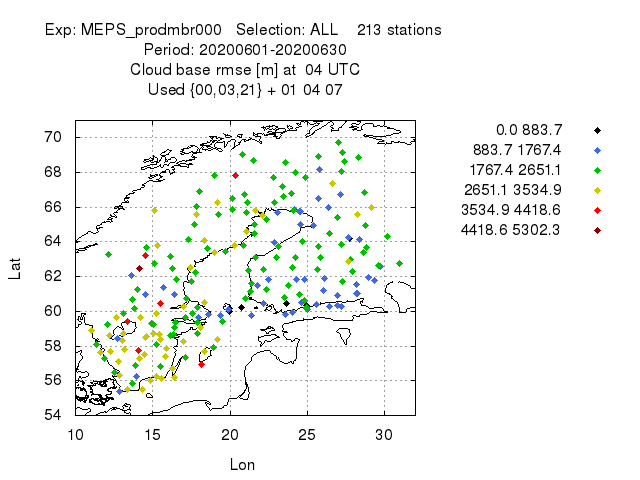 Exp: MEPS_prodmbr000   Selection: ALL    213 stations
Period: 20200601-20200630
Cloud base rmse [m] at  04 UTC
Used {00,03,21} + 01 04 07
0.0 883.7
883.7 1767.4
1767.4 2651.1
2651.1 3534.9
3534.9 4418.6
4418.6 5302.3
Lat
70
68
66
64
62
60
58
56
54
10 15 20 25 30
Lon